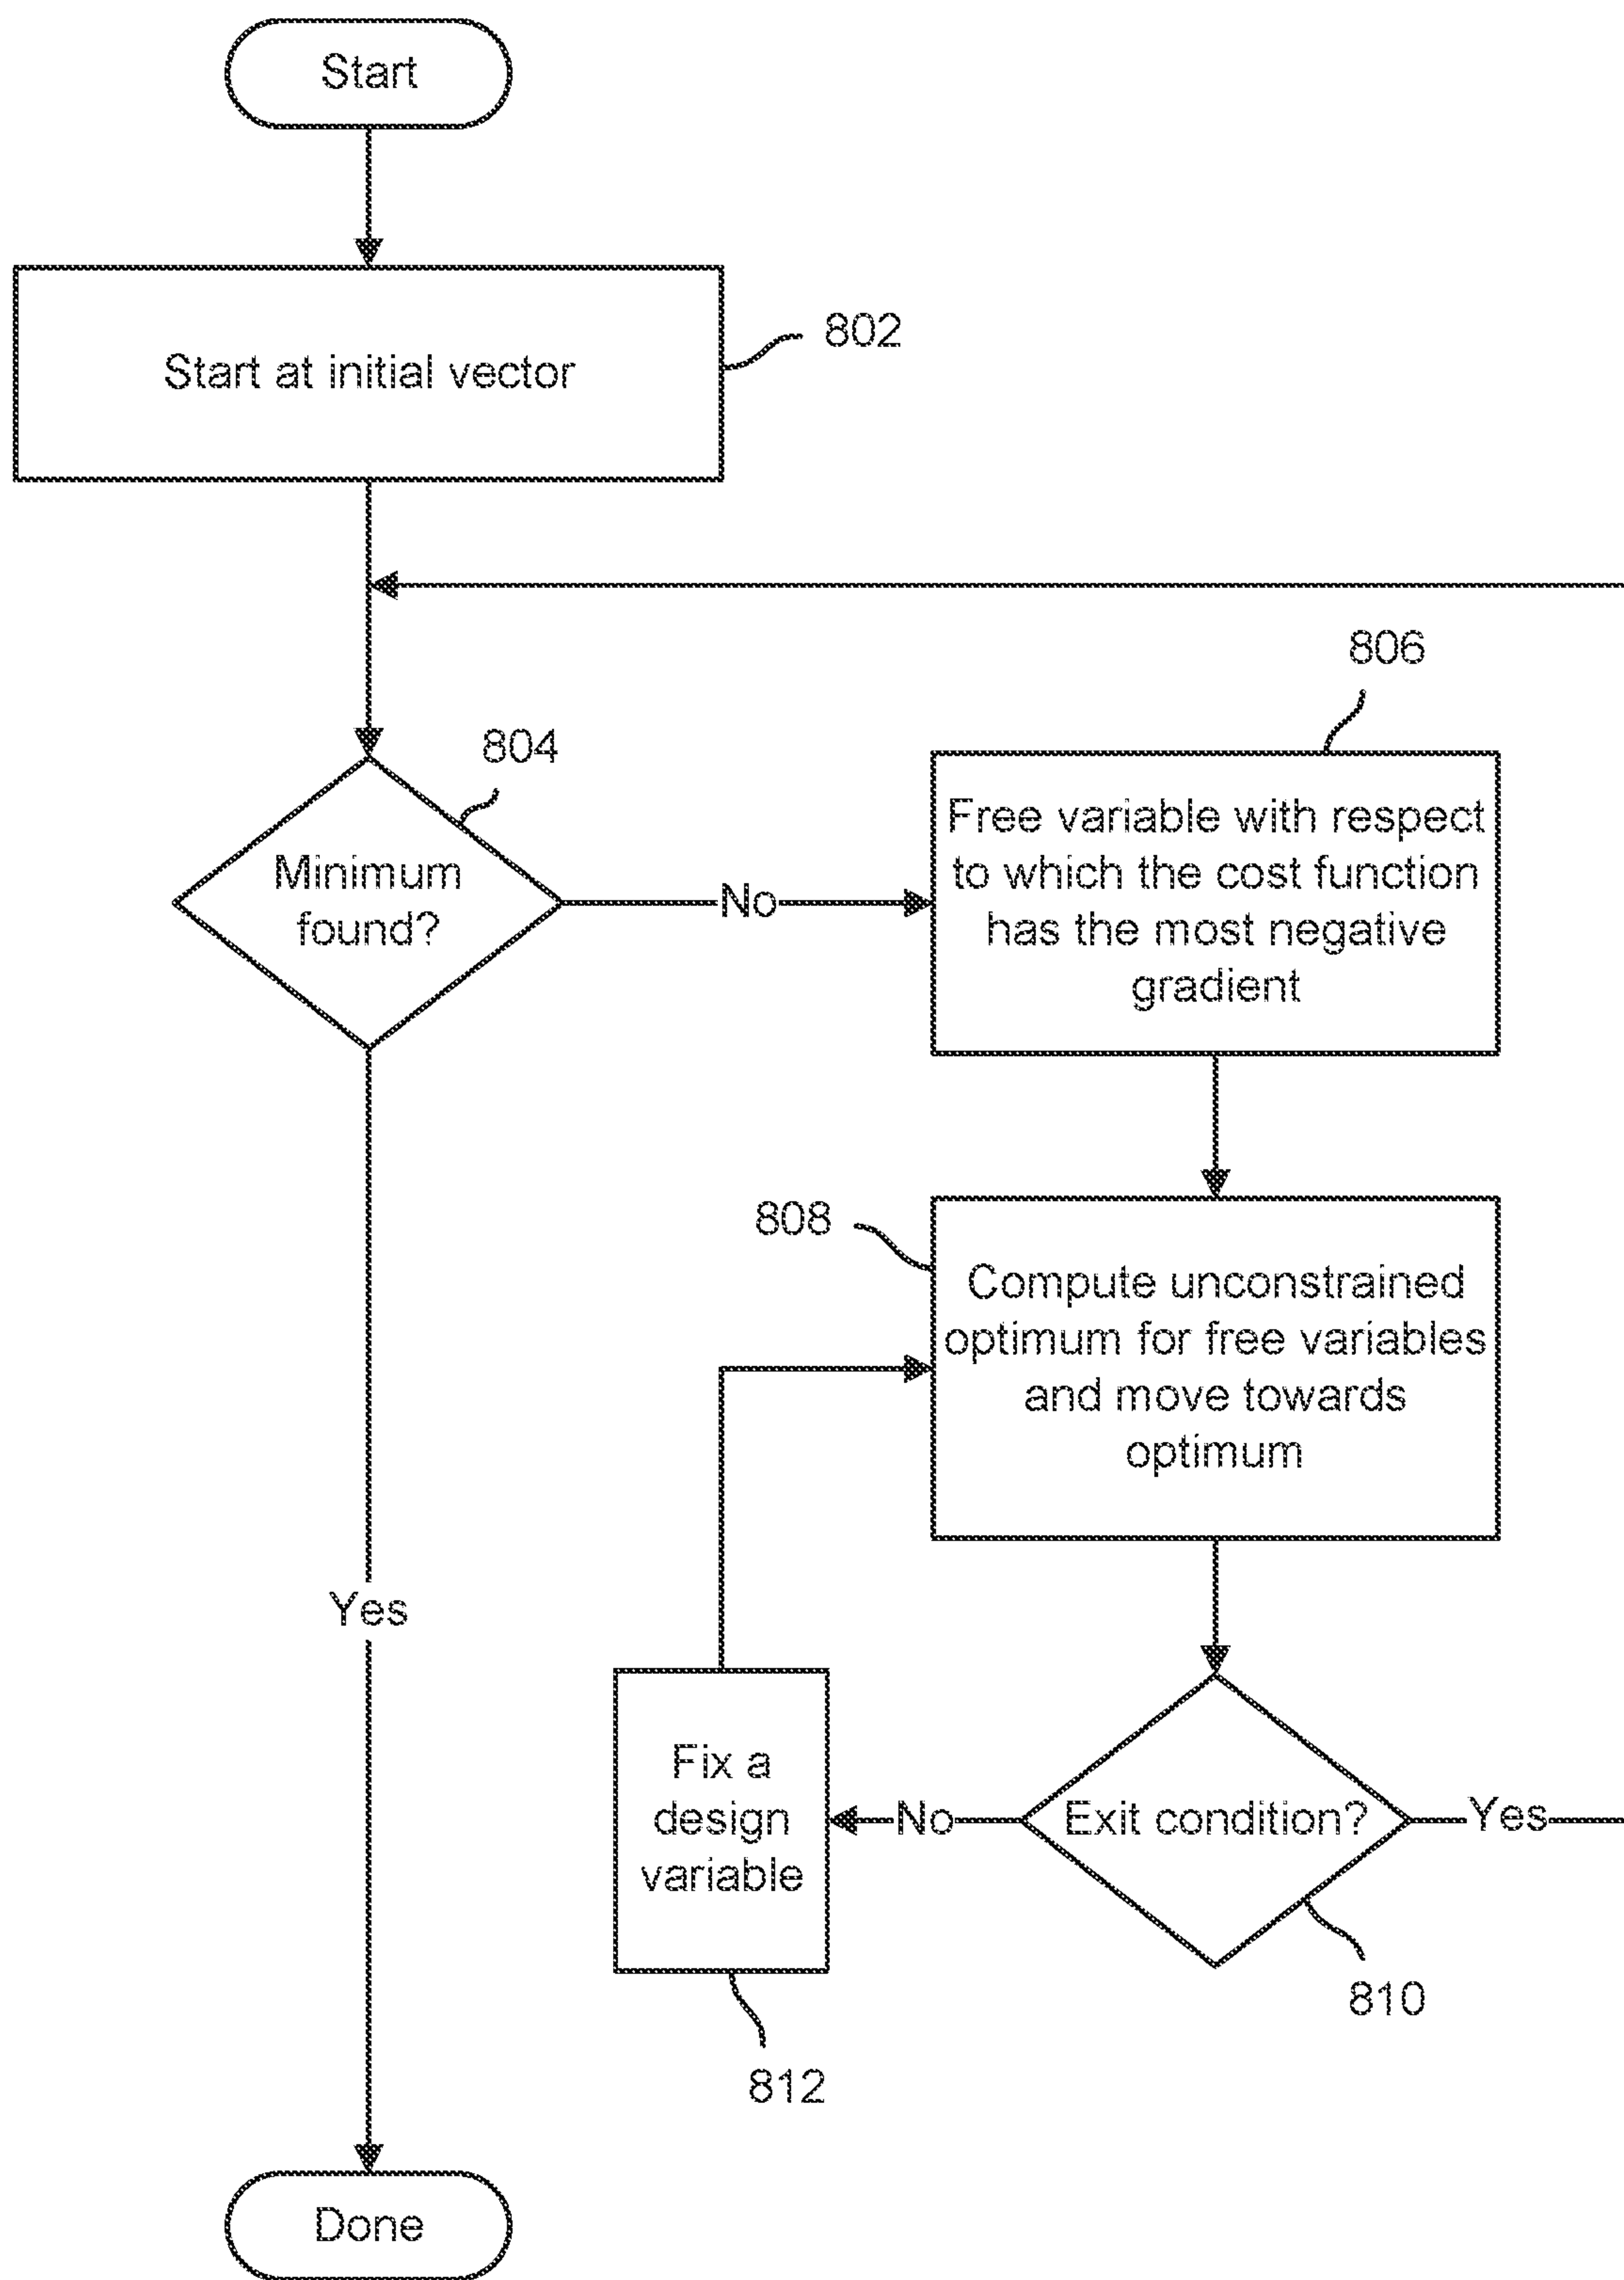 Start
Start at initial vector
802
806
804
Minimum
found?
No
Free variable with respect
to which the cost function
has the most negative
gradient
808
Compute unconstrained
optimum for free variables
and move towards
optimum
Yes
Fix a
design
variable
No
Exit condition?
Yes
810
812
Done